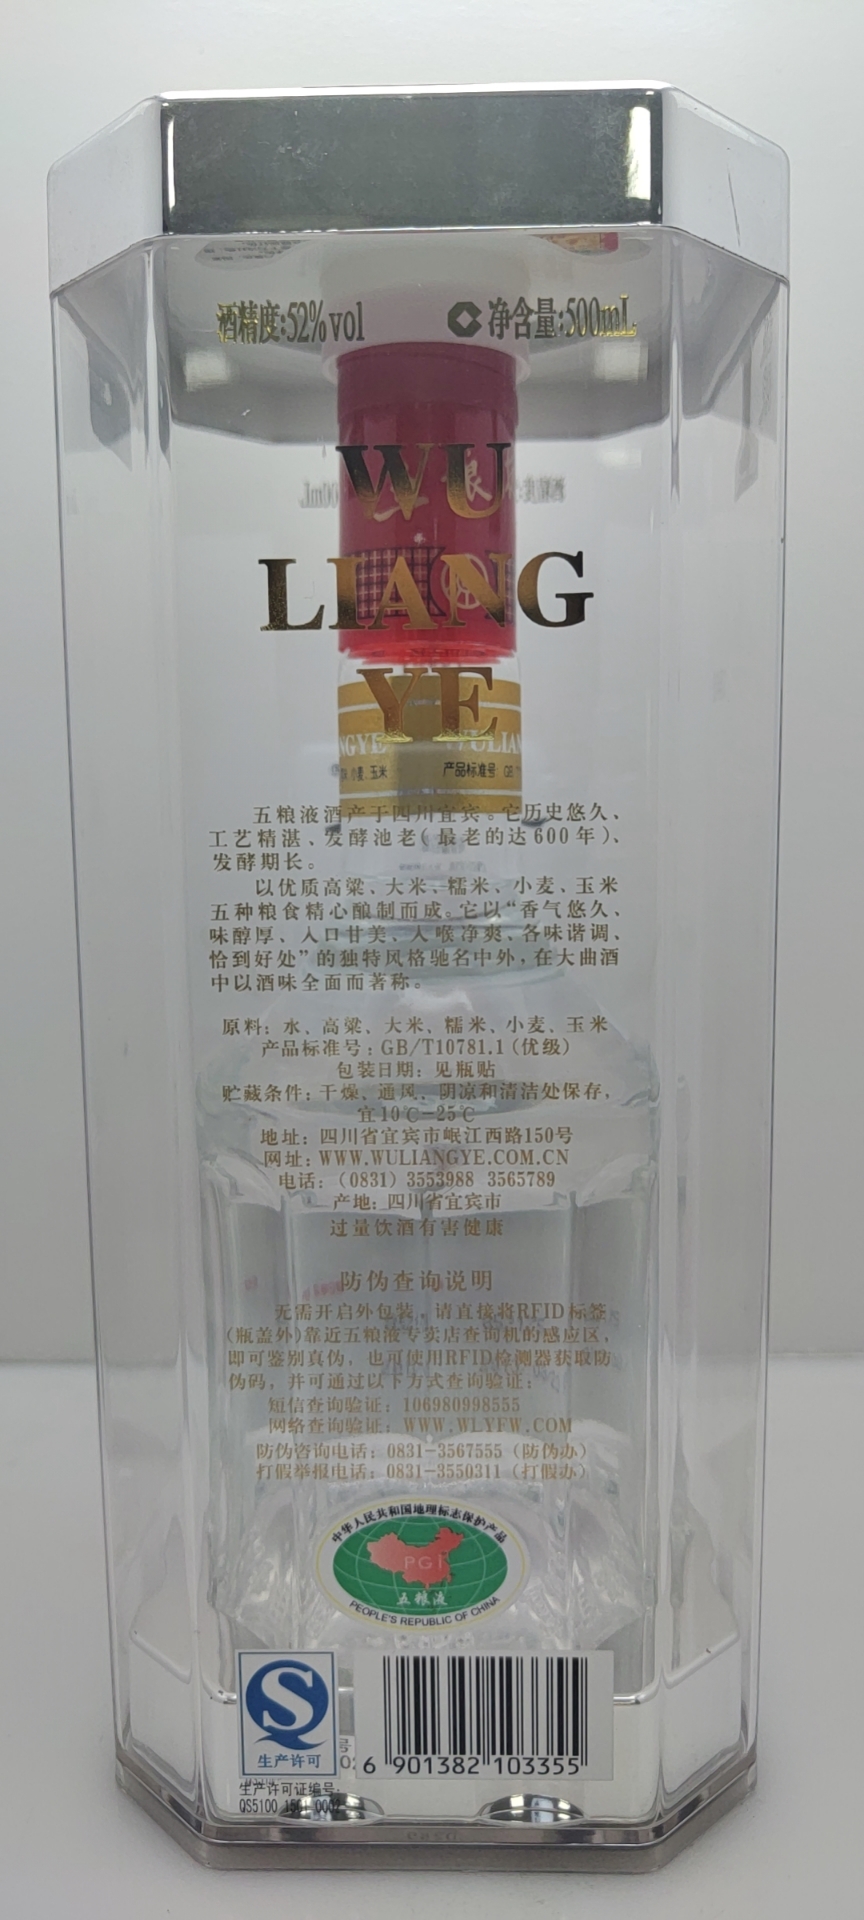 酒精度:52%vol 净含量:500mL
WU
LIANG
YE
NGYE WULIAN
小麦、玉米 产品标准号
五粮液酒产于四川宜宾。它历史悠久、
工艺精湛、发酵池老(最老的达600年)、
发酵期长。
以优质高粱、大米、糯米、小麦、玉米
五种粮食精心酿制而成。它以“香气悠久、
味醇厚、入口甘美、入喉净爽、各味谐调、
恰到好处”的独特风格驰名中外,在大曲酒
中以酒味全面而著称。
原料: 水、高粱、大米、糯米、小麦、玉米
产品标准号:GB/T10781.1(优级)
包装日期: 见瓶贴
贮藏条件:干燥、通风、阴凉和清洁处保存,
宜10℃-25℃
地址: 四川省宜宾市岷江西路150号
网址: WWW.WULIANGYE.COM.CN
电话: (0831) 3553988 3565789
产地: 四川省宜宾市
过量饮酒有害健康
防伪查询说明
无需开启外包装, 请直接将RFID标签
(瓶盖外)靠近五粮液专卖店查询机的感应区,
即可鉴别真伪, 也可使用RFID检测器获取防
伪码, 并可通过以下方式查询验证:
短信查询验证: 106980998555
网络查询验证: WWW.WLYFW.COM
防伪咨询电话: 0831-3567555 (防伪办)
打假举报电话: 0831-3550311 (打假办)
中华人民共和国地理标志保护产品
PGI
五粮液
PEOPLE'S REPUBLIC OF CHINA
生产许可
6 901382 103355
生产许可证编号:
QS5100 1501 0002